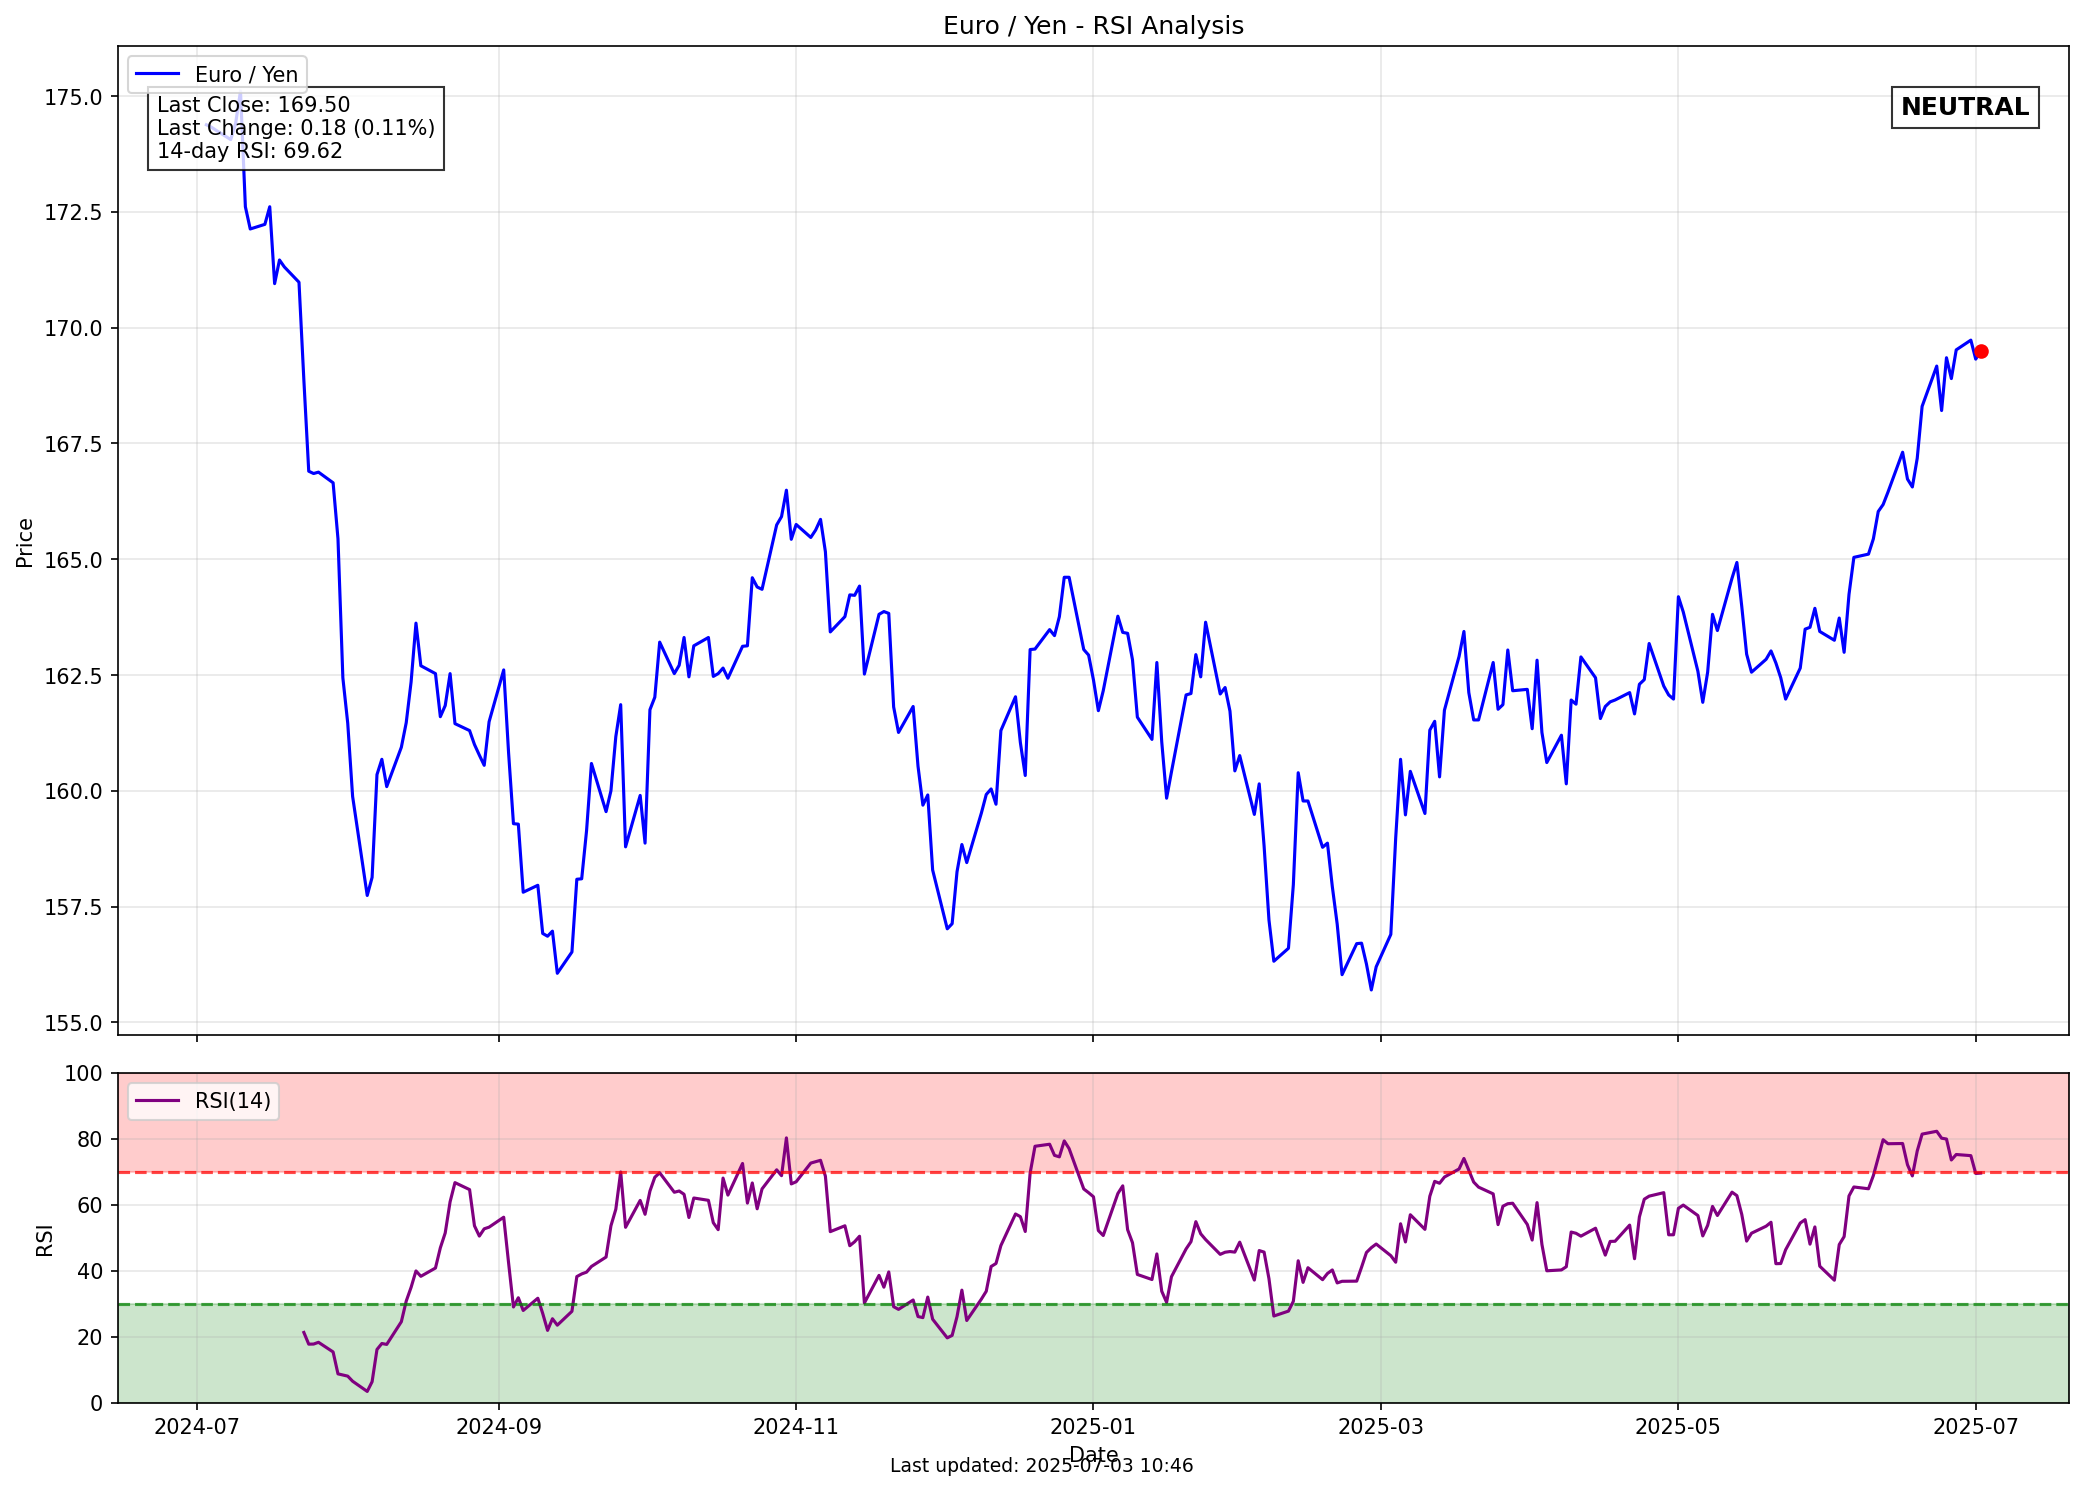 Euro / Yen - RSI Analysis
Euro / Yen
Last Close: 169.50
Last Change: 0.18 (0.11%)
14-day RSI: 69.62
NEUTRAL
Price
175.0
172.5
170.0
167.5
165.0
162.5
160.0
157.5
155.0
RSI(14)
RSI
100
80
60
40
20
0
2024-07 2024-09 2024-11 2025-01 2025-03 2025-05 2025-07
Date
Last updated: 2025-07-03 10:46